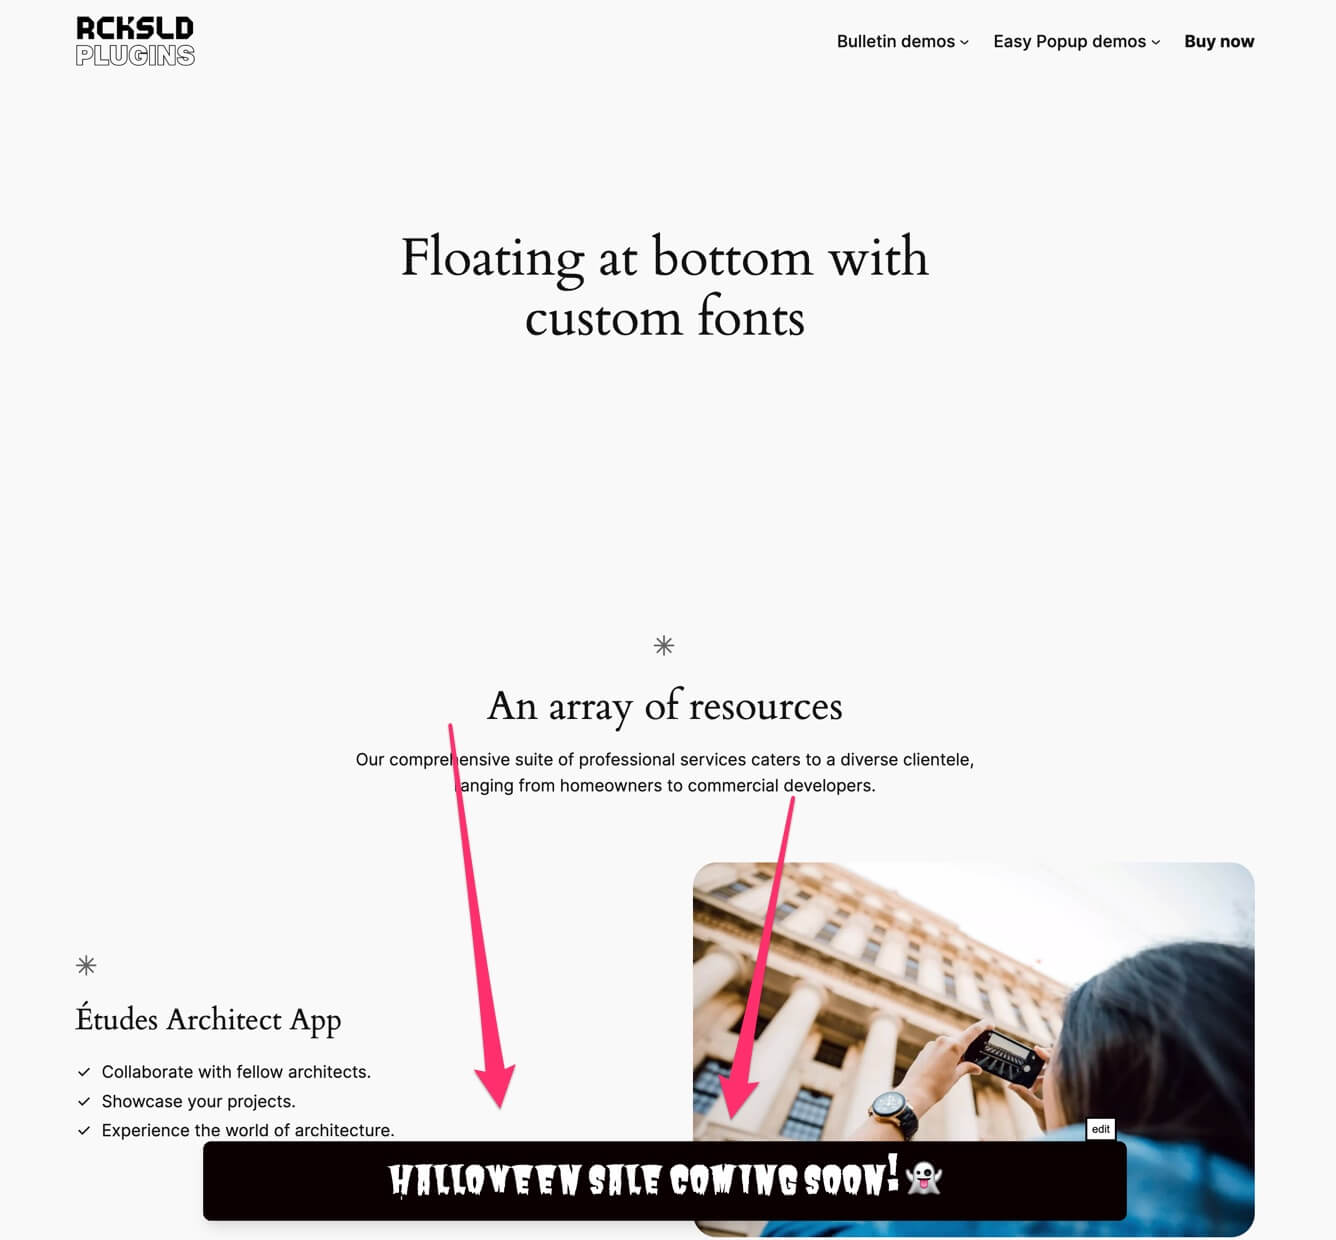 RCKSLD
PLUGINS
Bulletin demos Easy Popup demos Buy now
Floating at bottom with
custom fonts
An array of resources
Our comprehensive suite of professional services caters to a diverse clientele,
ranging from homeowners to commercial developers.
Études Architect App
Collaborate with fellow architects.
Showcase your projects.
Experience the world of architecture.
edit
HALLOWEEN SALE COMING SOON!👻